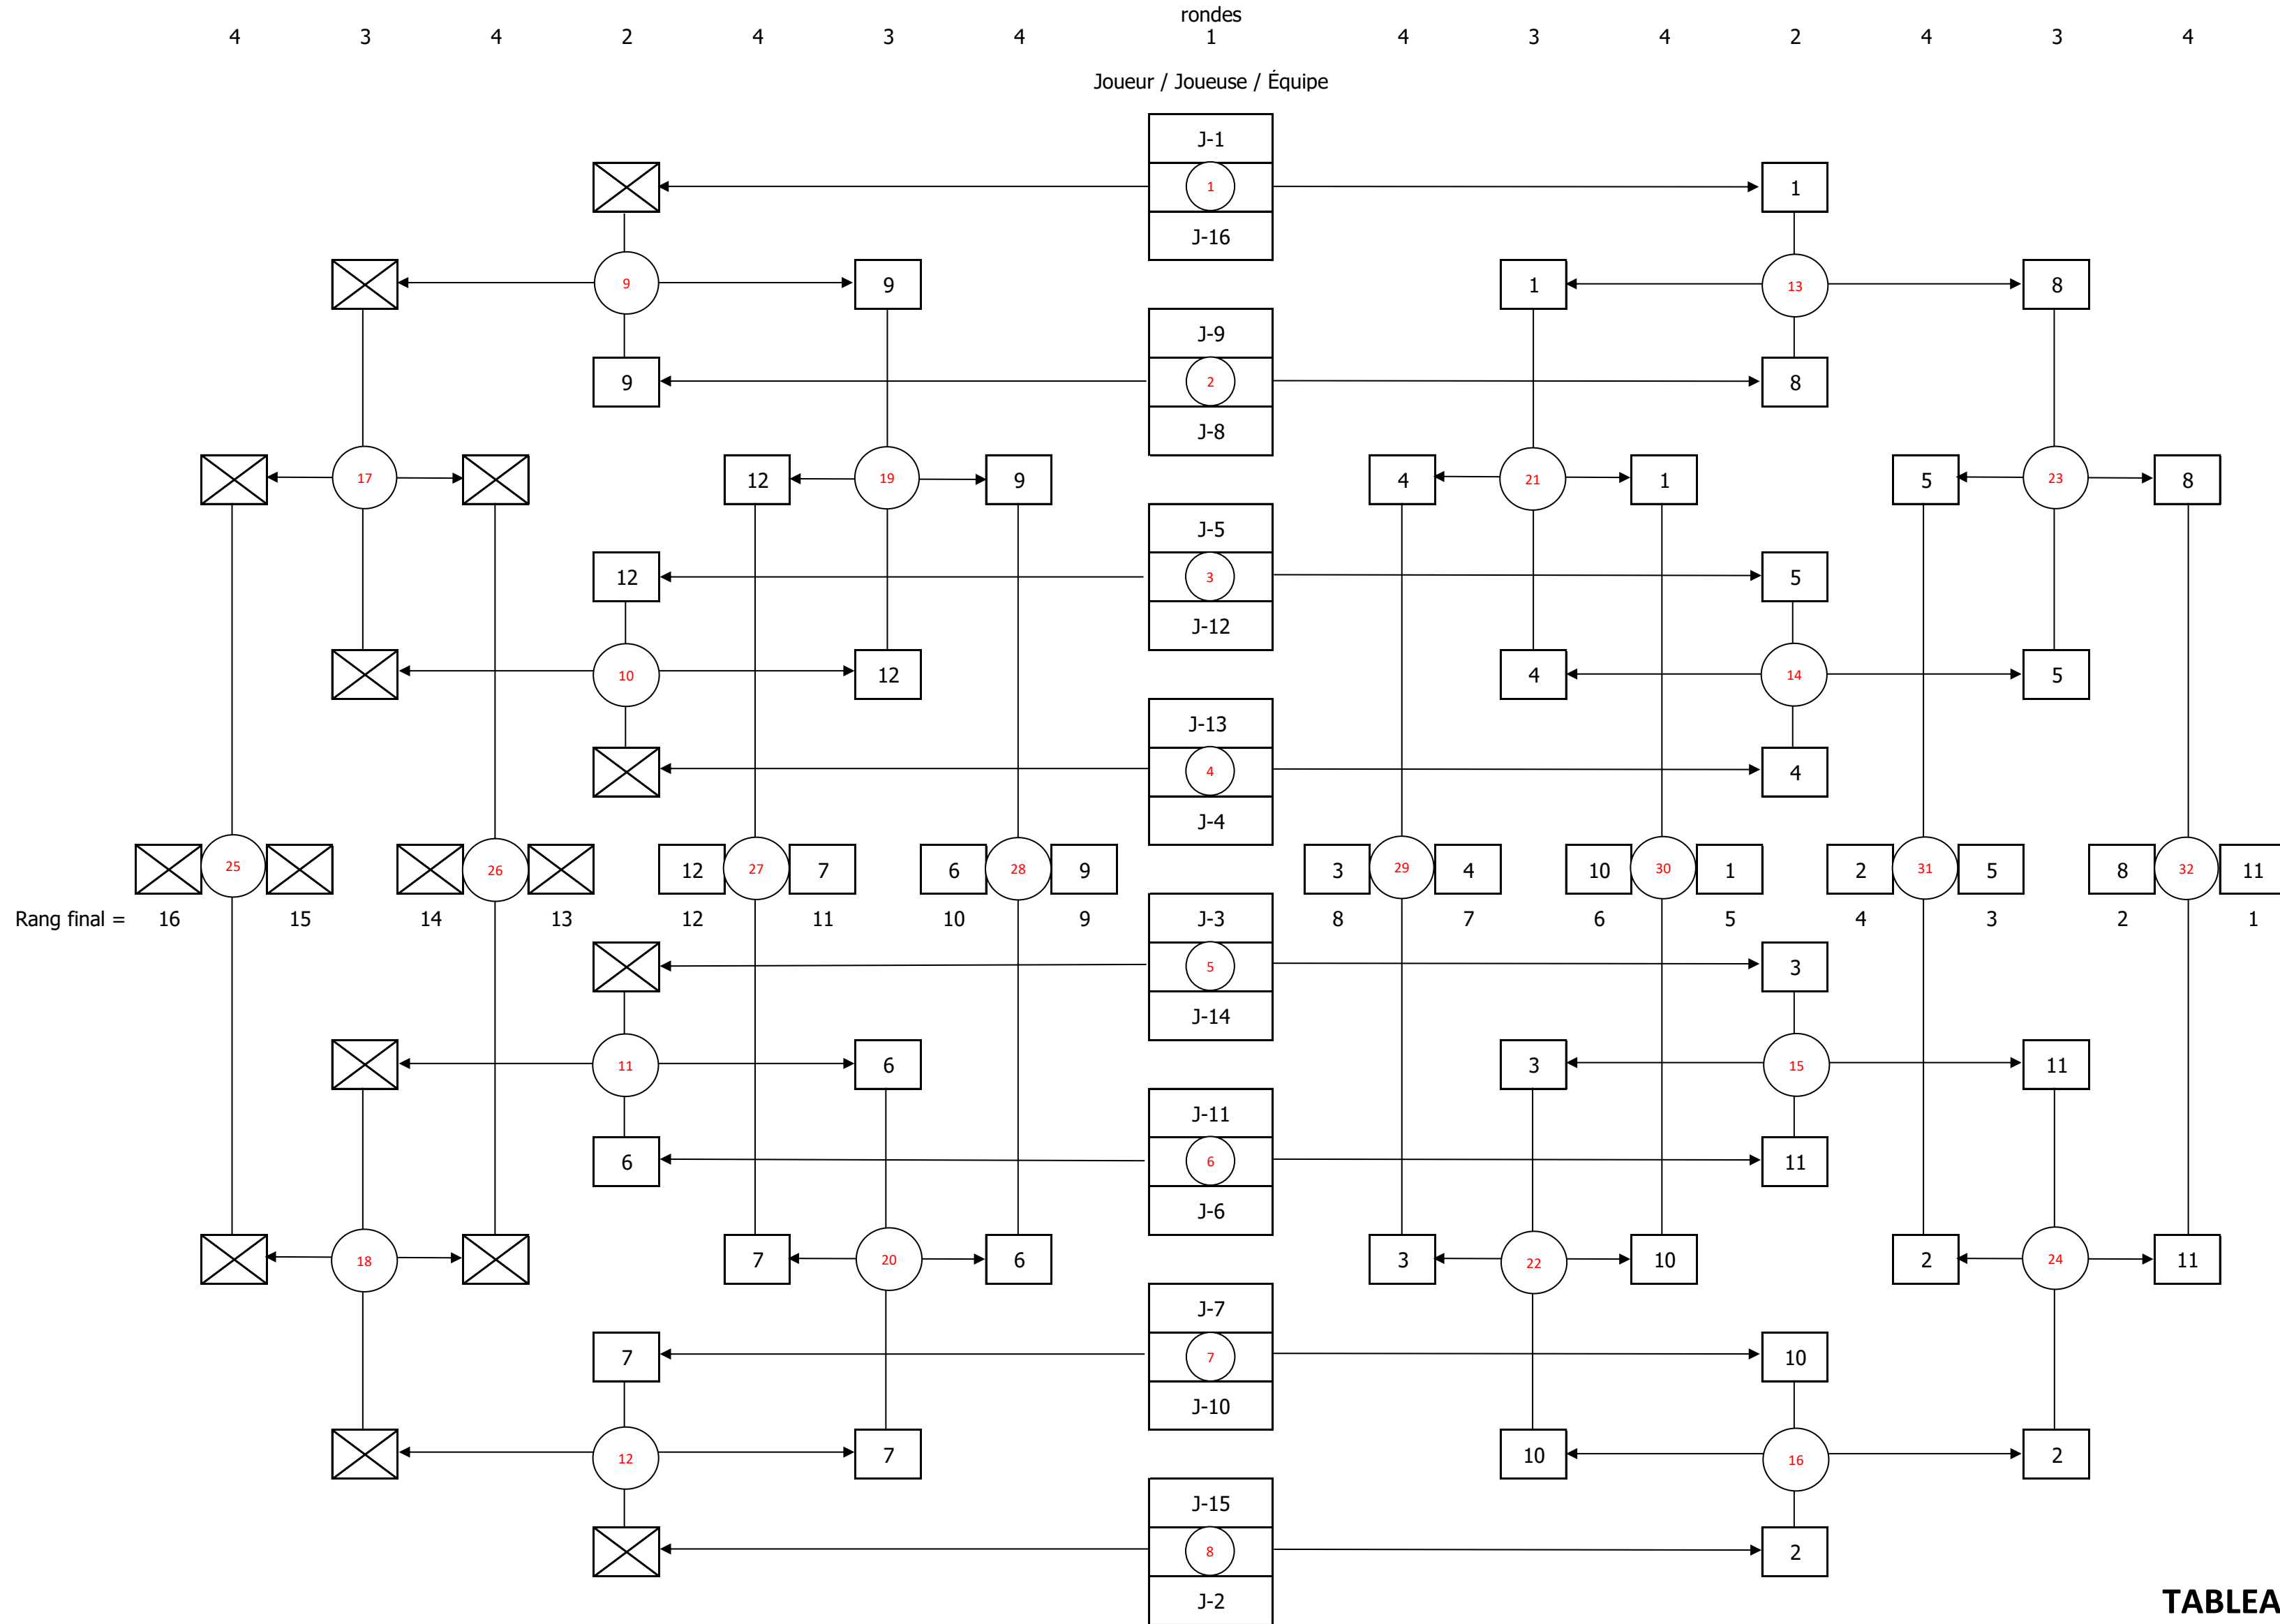 rondes
4 3 4 2 4 3 4 1 4 3 4 2 4 3 4
Joueur / Joueuse / Équipe
J-1
1 1
J-16
9 9 1 13 8
J-9
9 2 8
J-8
17 12 19 9 4 21 1 5 23 8
J-5
12 3 5
J-12
10 12 4 14 5
J-13
4 4
J-4
25 26 12 27 7 6 28 9 3 29 4 10 30 1 2 31 5 8 32 11
Rang final = 16 15 14 13 12 11 10 9 8 7 6 5 4 3 2 1
J-3
5 3
J-14
11 6 3 15 11
J-11
6 6 11
J-6
18 7 20 6 3 22 10 2 24 11
J-7
7 7 10
J-10
12 7 10 16 2
J-15
8 2
J-2
TABLEA